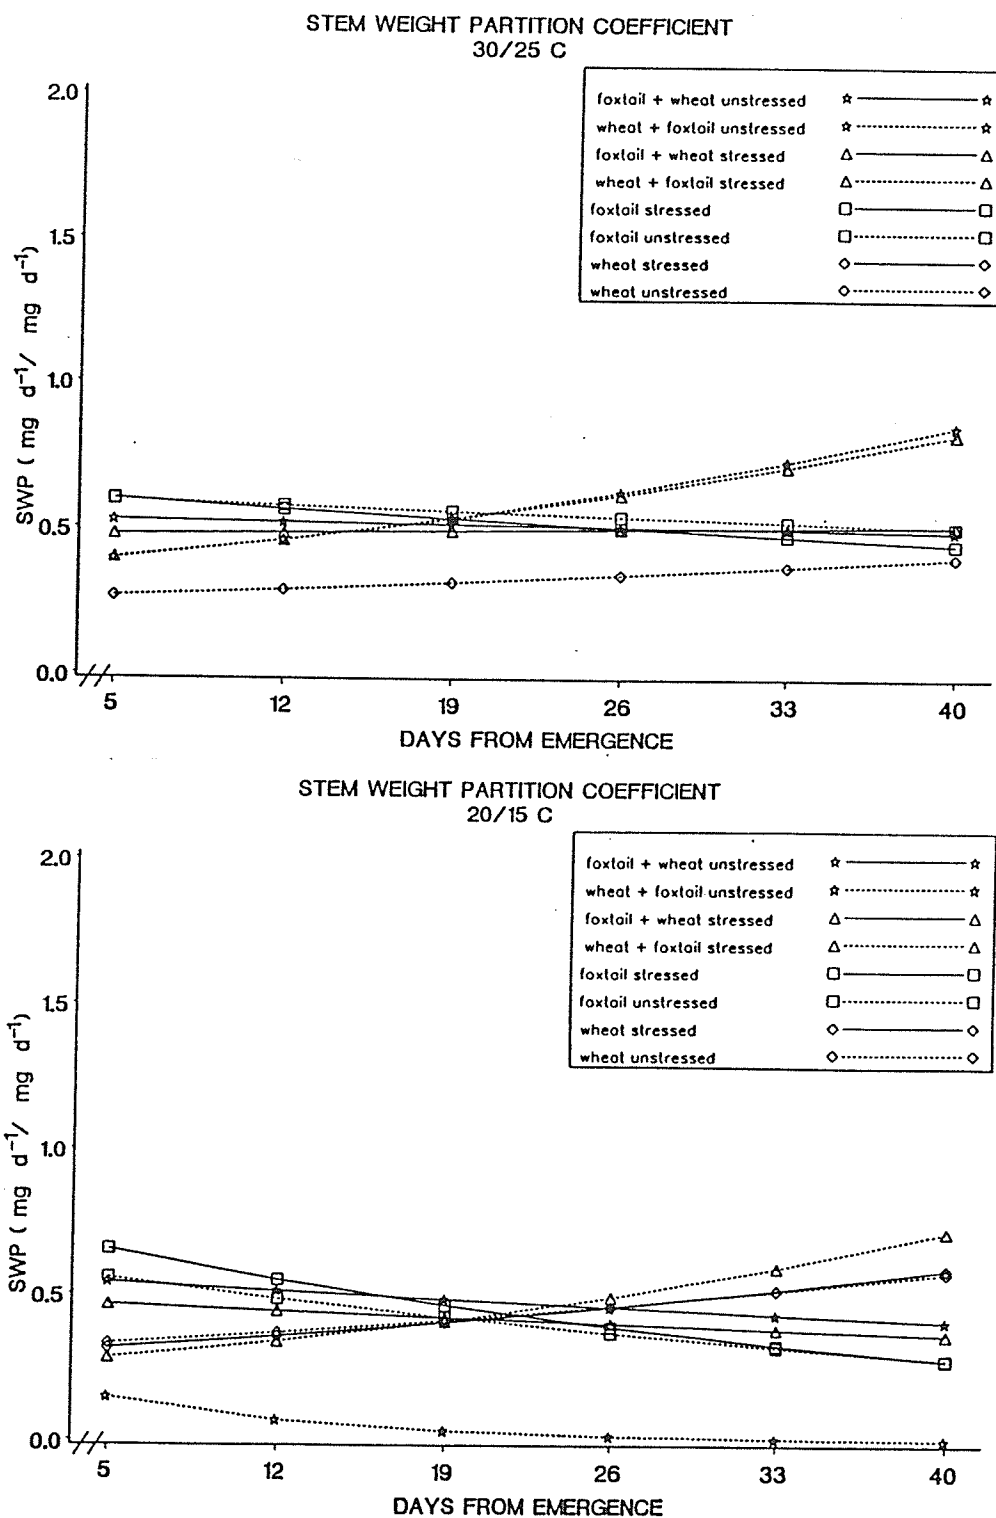 STEM WEIGHT PARTITION COEFFICIENT
30/25 C
foxtail + wheat unstressed
wheat + foxtail unstressed
foxtail + wheat stressed
wheat + foxtail stressed
foxtail stressed
foxtail unstressed
wheat stressed
wheat unstressed
SWP ( mg d⁻¹/ mg d⁻¹)
2.0
1.5
1.0
0.5
0.0
5 12 19 26 33 40
DAYS FROM EMERGENCE
STEM WEIGHT PARTITION COEFFICIENT
20/15 C
foxtail + wheat unstressed
wheat + foxtail unstressed
foxtail + wheat stressed
wheat + foxtail stressed
foxtail stressed
foxtail unstressed
wheat stressed
wheat unstressed
SWP ( mg d⁻¹/ mg d⁻¹)
2.0
1.5
1.0
0.5
0.0
5 12 19 26 33 40
DAYS FROM EMERGENCE